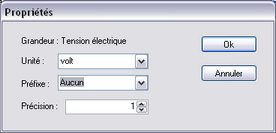 Propriétés
Grandeur : Tension électrique
Unité : volt
Ok
Préfixe : Aucun
Annuler
Précision : 1